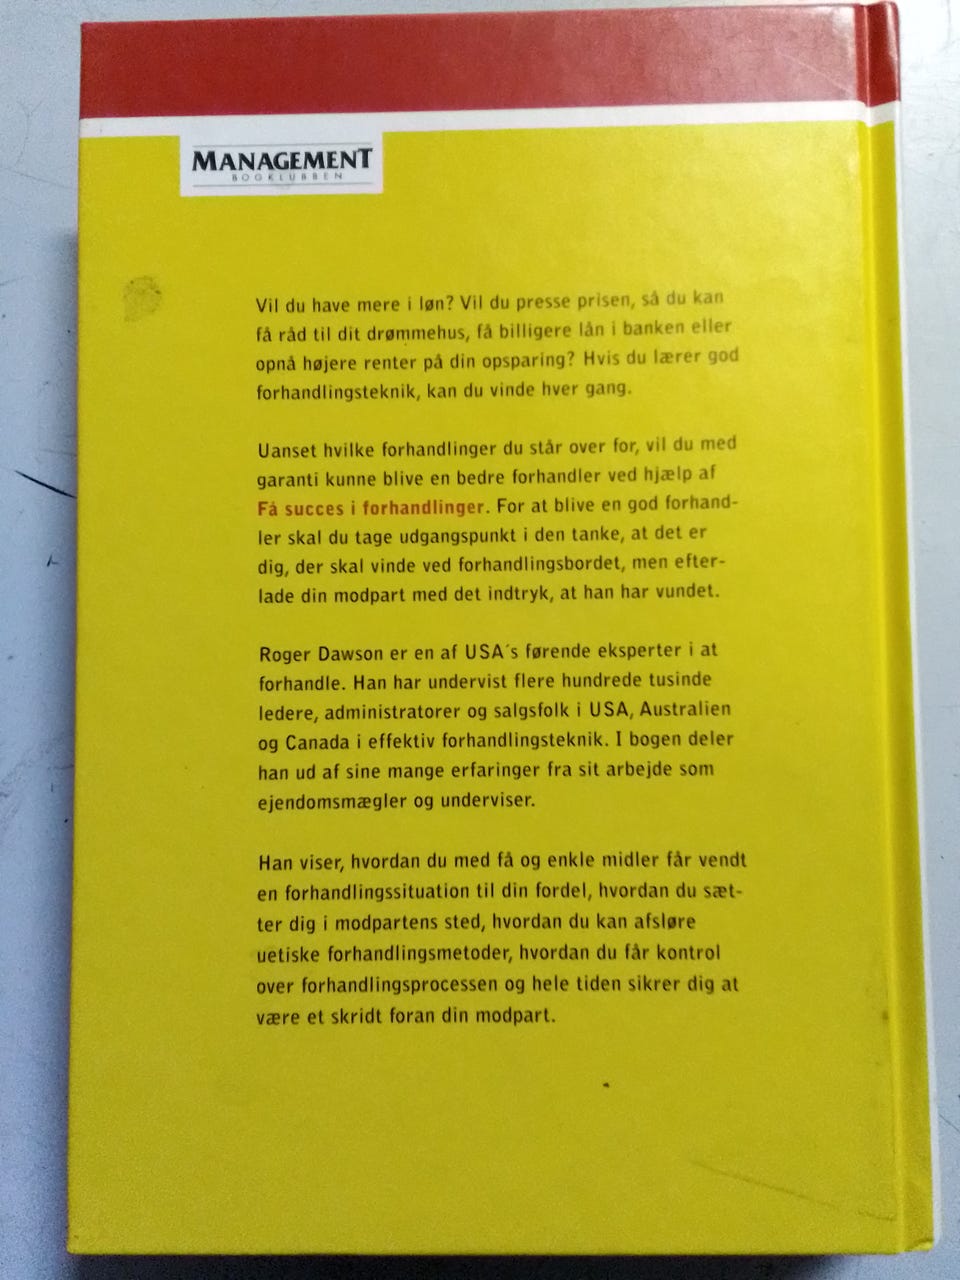 MANAGEMENT
BOGKLUBBEN
Vil du have mere i løn? Vil du presse prisen, så du kan
få råd til dit drømmehus, få billigere lån i banken eller
opnå højere renter på din opsparing? Hvis du lærer god
forhandlingsteknik, kan du vinde hver gang.
Uanset hvilke forhandlinger du står over for, vil du med
garanti kunne blive en bedre forhandler ved hjælp af
Få succes i forhandlinger. For at blive en god forhand-
ler skal du tage udgangspunkt i den tanke, at det er
dig, der skal vinde ved forhandlingsbordet, men efter-
lade din modpart med det indtryk, at han har vundet.
Roger Dawson er en af USA´s førende eksperter i at
forhandle. Han har undervist flere hundrede tusinde
ledere, administratorer og salgsfolk i USA, Australien
og Canada i effektiv forhandlingsteknik. I bogen deler
han ud af sine mange erfaringer fra sit arbejde som
ejendomsmægler og underviser.
Han viser, hvordan du med få og enkle midler får vendt
en forhandlingssituation til din fordel, hvordan du sæt-
ter dig i modpartens sted, hvordan du kan afsløre
uetiske forhandlingsmetoder, hvordan du får kontrol
over forhandlingsprocessen og hele tiden sikrer dig at
være et skridt foran din modpart.